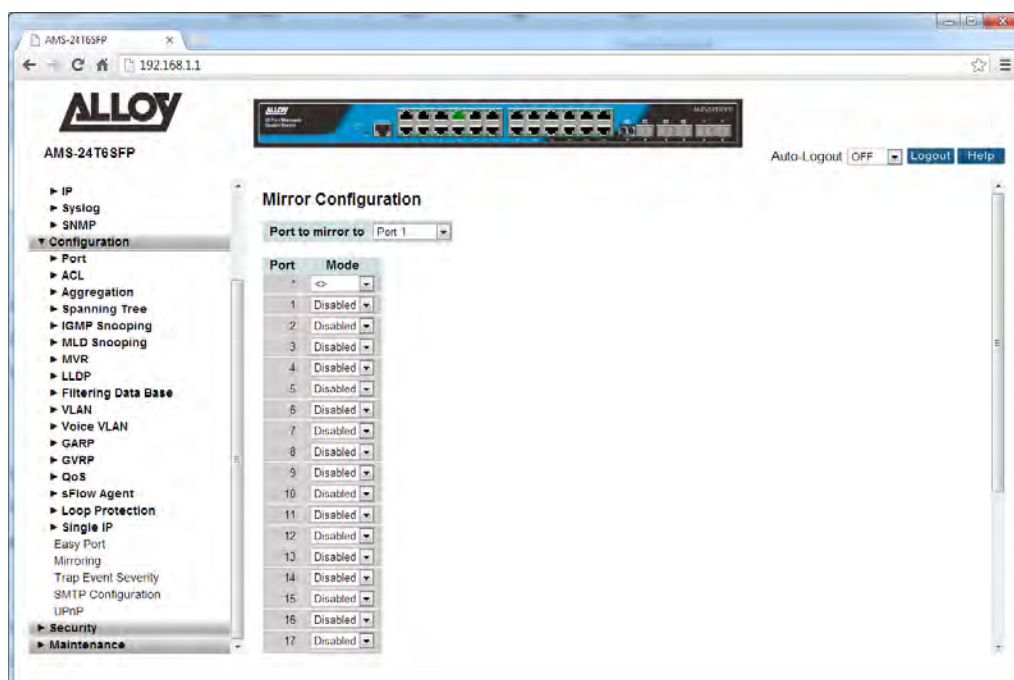 AMS-24T6SFP
192.168.1.1
ALLOY
ALLOY
AMS-24T6SFP
Auto-Logout OFF Logout Help
► IP
► Syslog
► SNMP
▼ Configuration
► Port
► ACL
► Aggregation
► Spanning Tree
► IGMP Snooping
► MLD Snooping
► MVR
► LLDP
► Filtering Data Base
► VLAN
► Voice VLAN
► GARP
► GVRP
► QoS
► sFlow Agent
► Loop Protection
► Single IP
Easy Port
Mirroring
Trap Event Severity
SMTP Configuration
UPnP
► Security
► Maintenance
Mirror Configuration
Port to mirror to Port 1
Port Mode
* <>
1 Disabled
2 Disabled
3 Disabled
4 Disabled
5 Disabled
6 Disabled
7 Disabled
8 Disabled
9 Disabled
10 Disabled
11 Disabled
12 Disabled
13 Disabled
14 Disabled
15 Disabled
16 Disabled
17 Disabled